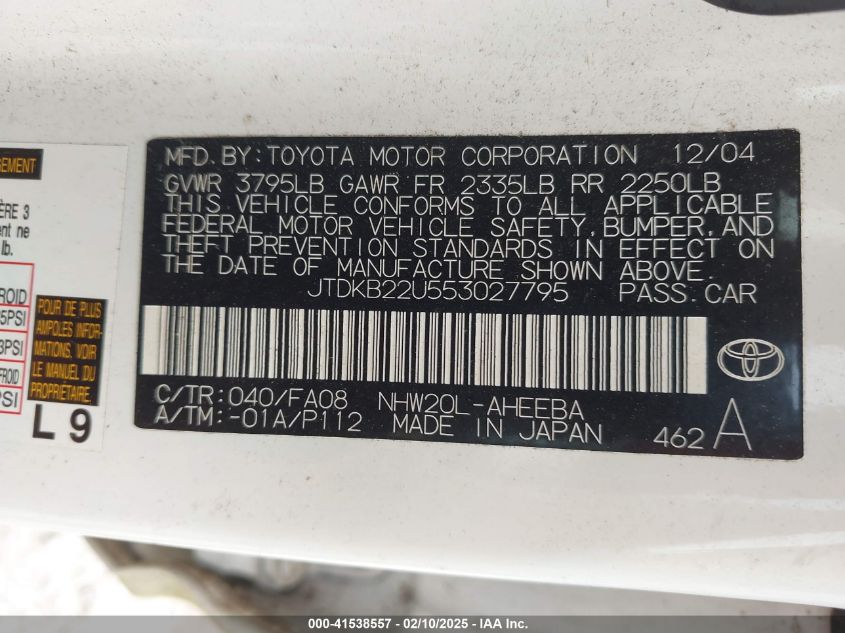 GEMENT
ÈRE 3
ent ne
lb.
ROID
5PSI
3PSI
FROID
PSI
POUR DE PLUS
AMPLES INFOR-
MATIONS, VOIR
LE MANUEL DU
PROPRIÉTAIRE.
L 9
MFD. BY: TOYOTA MOTOR CORPORATION 12/04
GVWR 3795LB GAWR FR 2335LB RR 2250LB
THIS VEHICLE CONFORMS TO ALL APPLICABLE
FEDERAL MOTOR VEHICLE SAFETY, BUMPER, AND
THEFT PREVENTION STANDARDS IN EFFECT ON
THE DATE OF MANUFACTURE SHOWN ABOVE.
JTDKB22U553027795 PASS. CAR
C/TR: 040/FA08 NHW20L-AHEEBA
A/TM: -01A/P112 MADE IN JAPAN 462 A
000-41538557 - 02/10/2025 - IAA Inc.